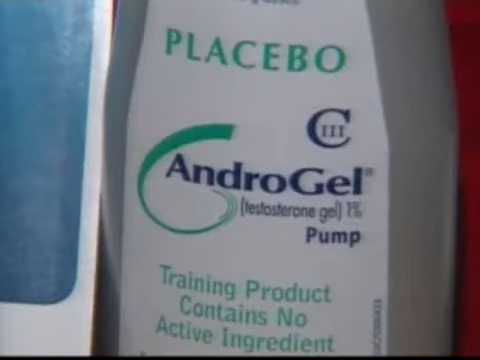 PLACEBO
CIII
AndroGel®
(testosterone gel) 1%
Pump
Training Product
Contains No
Active Ingredient